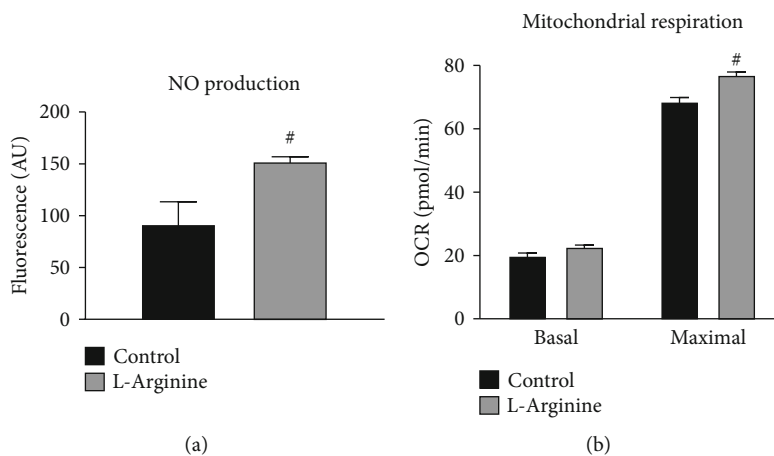 NO production
200
150
100
50
0
Fluorescence (AU)
#
Control
L-Arginine
(a)
Mitochondrial respiration
80
60
40
20
0
OCR (pmol/min)
#
Basal
Maximal
Control
L-Arginine
(b)